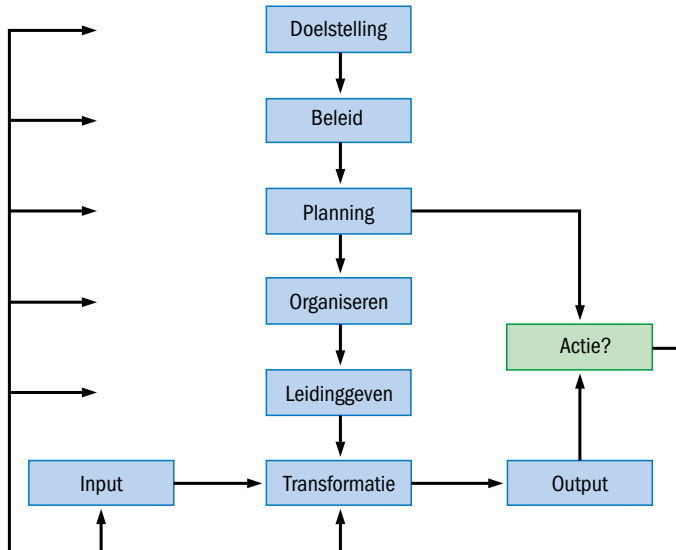 Doelstelling
Beleid
Planning
Organiseren
Actie?
Leidinggeven
Input
Transformatie
Output